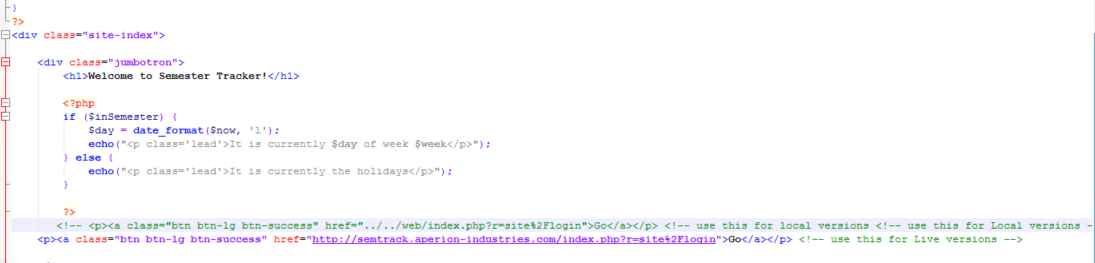 }
?>
<div class="site-index">
<div class="jumbotron">
<h1>Welcome to Semester Tracker!</h1>
<?php
if ($inSemester) {
$day = date_format($now, 'l');
echo("<p class='lead'>It is currently $day of week $week</p>");
} else {
echo("<p class='lead'>It is currently the holidays</p>");
}
?>
<!-- <p><a class="btn btn-lg btn-success" href="../../web/index.php?r=site%2Flogin">Go</a></p> <!-- use this for local versions <!-- use this for Local versions -
<p><a class="btn btn-lg btn-success" href="http://semtrack.aperion-industries.com/index.php?r=site%2Flogin">Go</a></p> <!-- use this for Live versions -->